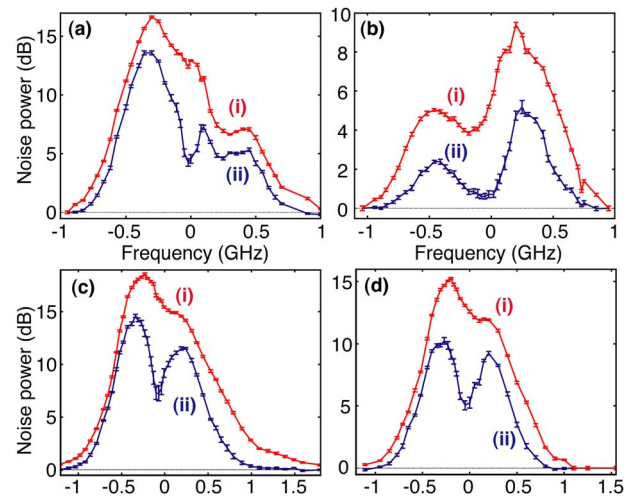 (a)
(i)
(ii)
15
10
5
0
Noise power (dB)
-1 -0.5 0 0.5 1
Frequency (GHz)
(b)
(i)
(ii)
10
8
6
4
2
0
-1 -0.5 0 0.5 1
Frequency (GHz)
(c)
(i)
(ii)
15
10
5
0
Noise power (dB)
-1 -0.5 0 0.5 1 1.5
(d)
(i)
(ii)
15
10
5
0
-1 -0.5 0 0.5 1 1.5